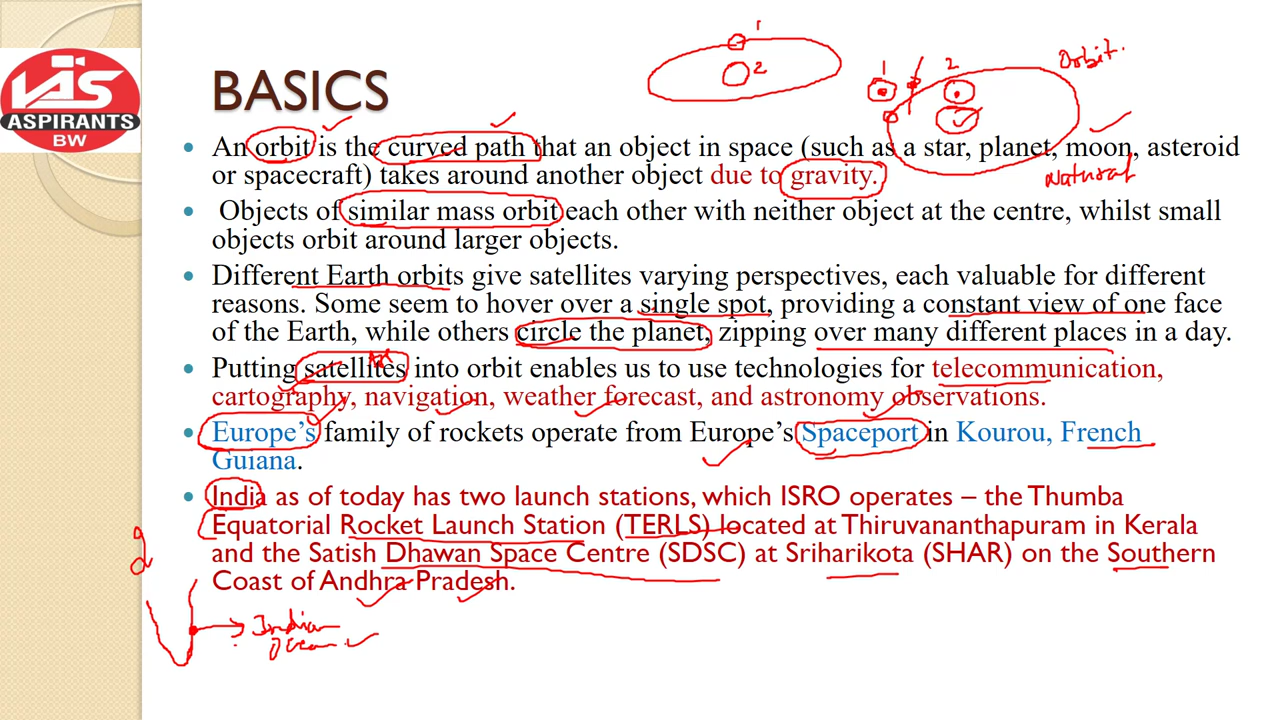 IAS
ASPIRANTS
BW
BASICS
1
2
1
2
Orbit.
Natural
An orbit is the curved path that an object in space (such as a star, planet, moon, asteroid
or spacecraft) takes around another object due to gravity.
Objects of similar mass orbit each other with neither object at the centre, whilst small
objects orbit around larger objects.
Different Earth orbits give satellites varying perspectives, each valuable for different
reasons. Some seem to hover over a single spot, providing a constant view of one face
of the Earth, while others circle the planet, zipping over many different places in a day.
Putting satellites into orbit enables us to use technologies for telecommunication,
cartography, navigation, weather forecast, and astronomy observations.
Europe's family of rockets operate from Europe's Spaceport in Kourou, French
Guiana.
India as of today has two launch stations, which ISRO operates – the Thumba
Equatorial Rocket Launch Station (TERLS) located at Thiruvananthapuram in Kerala
and the Satish Dhawan Space Centre (SDSC) at Sriharikota (SHAR) on the Southern
Coast of Andhra Pradesh.
2
Indian
Ocean